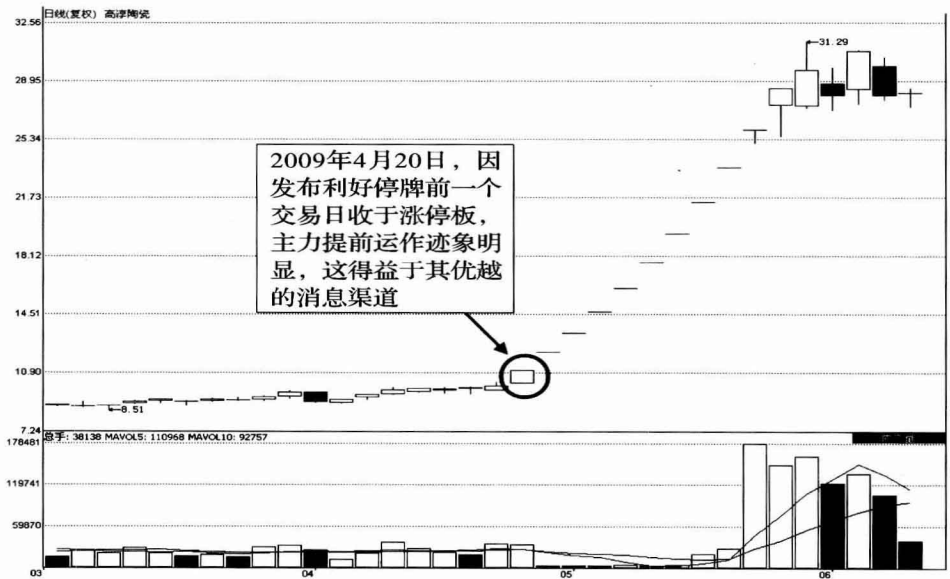 日线(复权) 高淳陶瓷
32.56
31.29
28.95
25.34
21.73
18.12
14.51
10.90
7.24
2009年4月20日，因
发布利好停牌前一个
交易日收于涨停板，
主力提前运作迹象明
显，这得益于其优越
的消息渠道
8.51
总手: 38138 MAVOL5: 110968 MAVOL10: 92757
178481
119741
59870
03
04
05
06